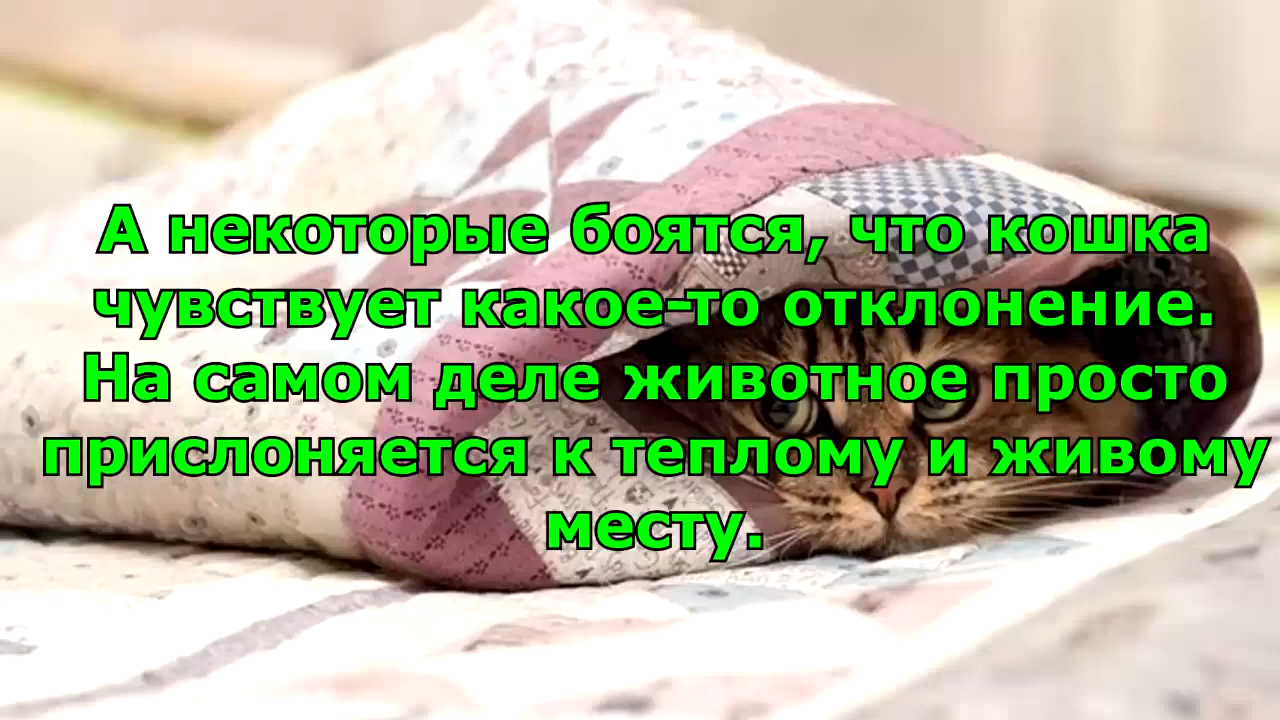 А некоторые боятся, что кошка
чувствует какое-то отклонение.
На самом деле животное просто
прислоняется к теплому и живому
месту.